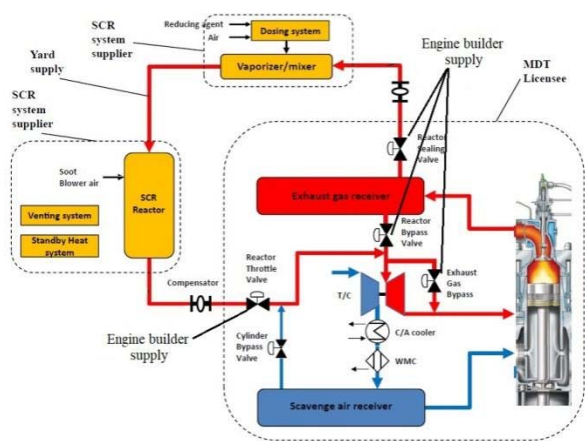 SCR
system
supplier
Reducing agent
Air
Dosing system
Vaporizer/mixer
Engine builder
supply
MDT
Licensee
Yard
supply
SCR
system
supplier
Reactor
Sealing
Valve
Soot
Blower air
SCR
Reactor
Exhaust gas receiver
Venting system
Standby Heat
system
Reactor
Bypass
Valve
Compensator
Reactor
Throttle
Valve
T/C
Exhaust
Gas
Bypass
Engine builder
supply
Cylinder
Bypass
Valve
C/A cooler
WMC
Scavenge air receiver